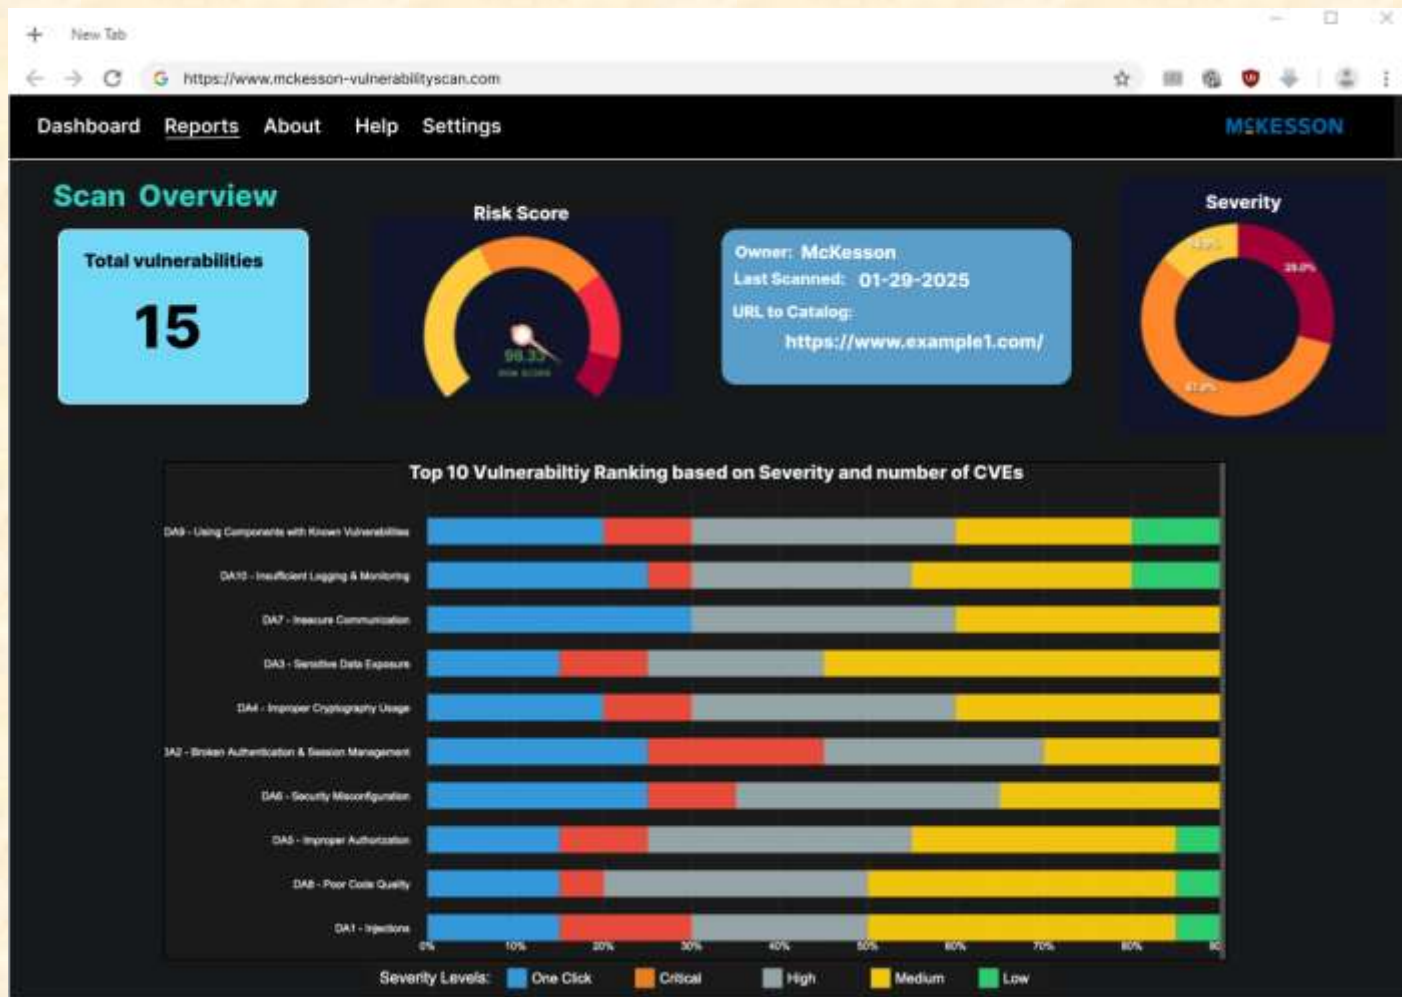 New Tab
https://www.mckesson-vulnerabilityscan.com
Dashboard Reports About Help Settings
MCKESSON
Scan Overview
Total vulnerabilities
15
Risk Score
98.33
RISK SCORE
Owner: McKesson
Last Scanned: 01-29-2025
URL to Catalog:
https://www.example1.com/
Severity
Top 10 Vulnerabiltiy Ranking based on Severity and number of CVEs
DA9 - Using Components with Known Vulnerabilities
DA10 - Insufficient Logging & Monitoring
DA7 - Insecure Communication
DA3 - Sensitive Data Exposure
DA4 - Improper Cryptography Usage
DA2 - Broken Authentication & Session Management
DA6 - Security Misconfiguration
DA5 - Improper Authorization
DA8 - Poor Code Quality
DA1 - Injections
0% 10% 20% 30% 40% 50% 60% 70% 80%
Severity Levels: One Click Critical High Medium Low